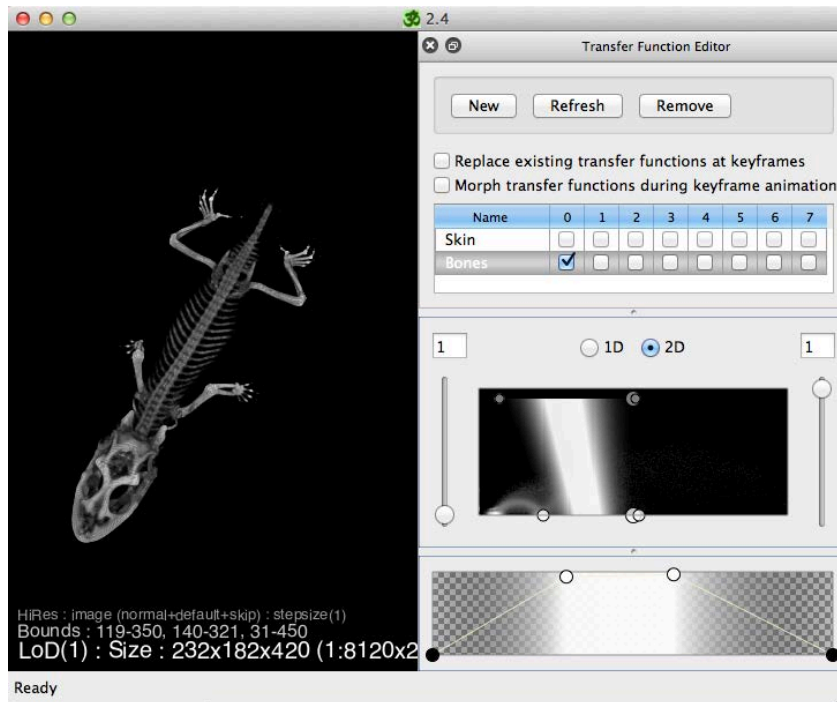 2.4
Transfer Function Editor
New Refresh Remove
Replace existing transfer functions at keyframes
Morph transfer functions during keyframe animation
Name 0 1 2 3 4 5 6 7
Skin
Bones
1 1D 2D 1
HiRes : image (normal+default+skip) : stepsize(1)
Bounds : 119-350, 140-321, 31-450
LoD(1) : Size : 232x182x420 (1:8120x2
Ready